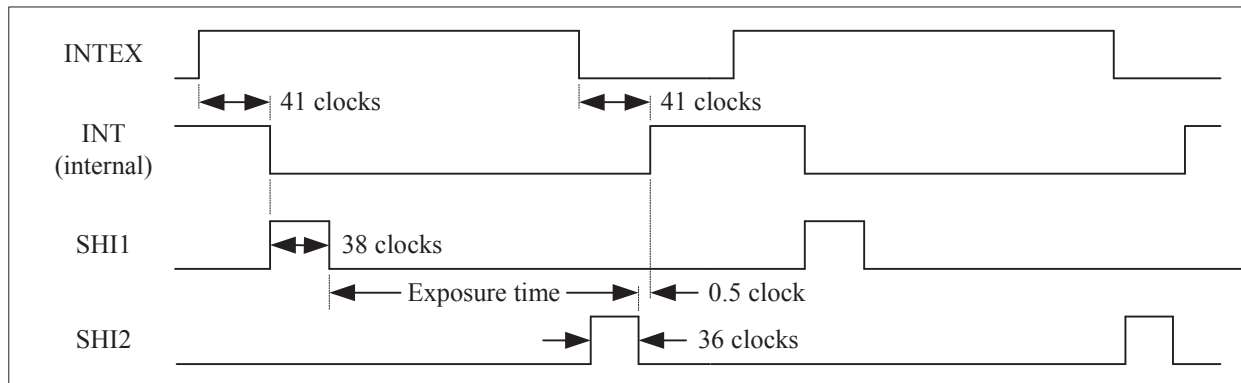 INTEX
41 clocks
41 clocks
INT
(internal)
SHI1
38 clocks
Exposure time
0.5 clock
SHI2
36 clocks